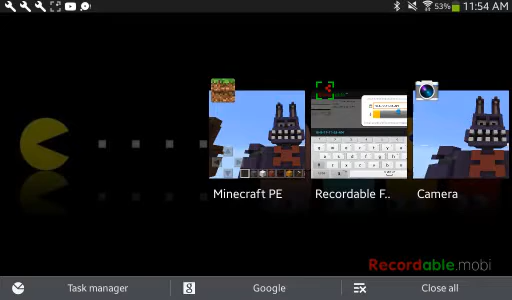 53% 11:54 AM
Minecraft PE
Recordable F..
Camera
Recordable.mobi
Task manager
Google
Close all